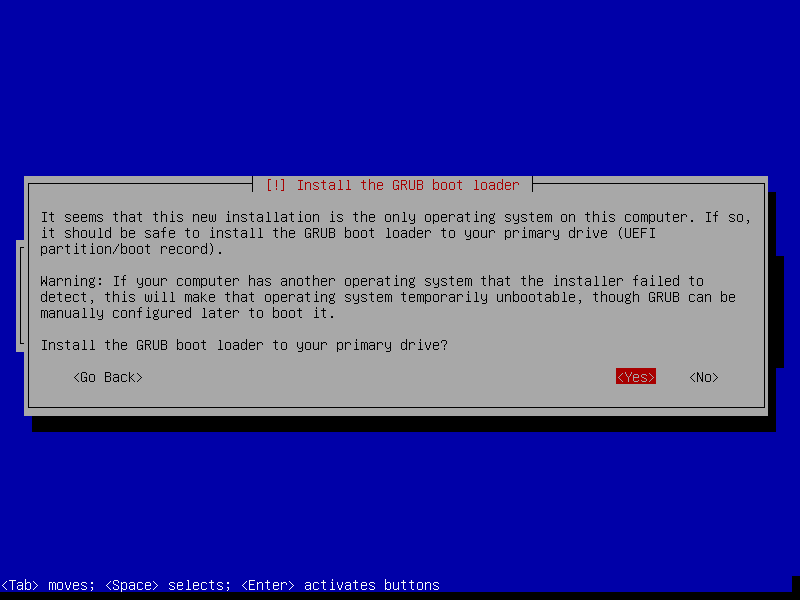 [!] Install the GRUB boot loader
It seems that this new installation is the only operating system on this computer. If so,
it should be safe to install the GRUB boot loader to your primary drive (UEFI
partition/boot record).
Warning: If your computer has another operating system that the installer failed to
detect, this will make that operating system temporarily unbootable, though GRUB can be
manually configured later to boot it.
Install the GRUB boot loader to your primary drive?
<Go Back> <Yes> <No>
<Tab> moves; <Space> selects; <Enter> activates buttons